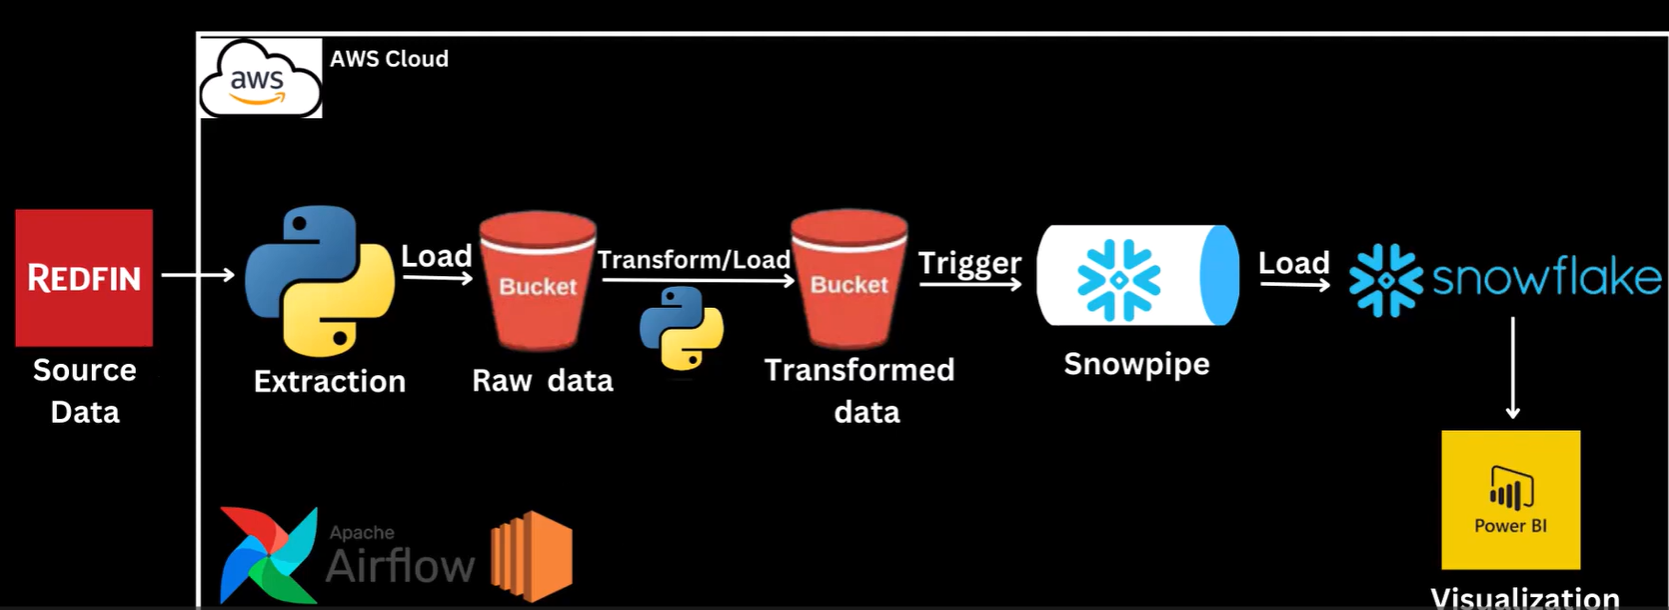 aws
AWS Cloud
REDFIN
Source
Data
Extraction
Load
Bucket
Raw data
Transform/Load
Bucket
Transformed
data
Trigger
Snowpipe
Load
snowflake
Power BI
Visualization
Apache
Airflow